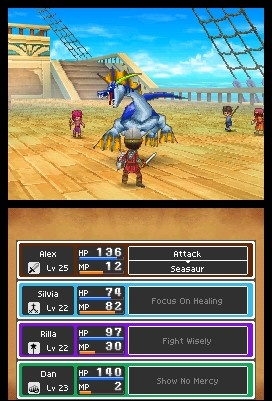 Alex HP 136 Attack
Lv 25 MP 12 Seasaur
Silvia HP 74 Focus On Healing
Lv 22 MP 82
Rilla HP 97 Fight Wisely
Lv 22 MP 30
Dan HP 140 Show No Mercy
Lv 23 MP 2